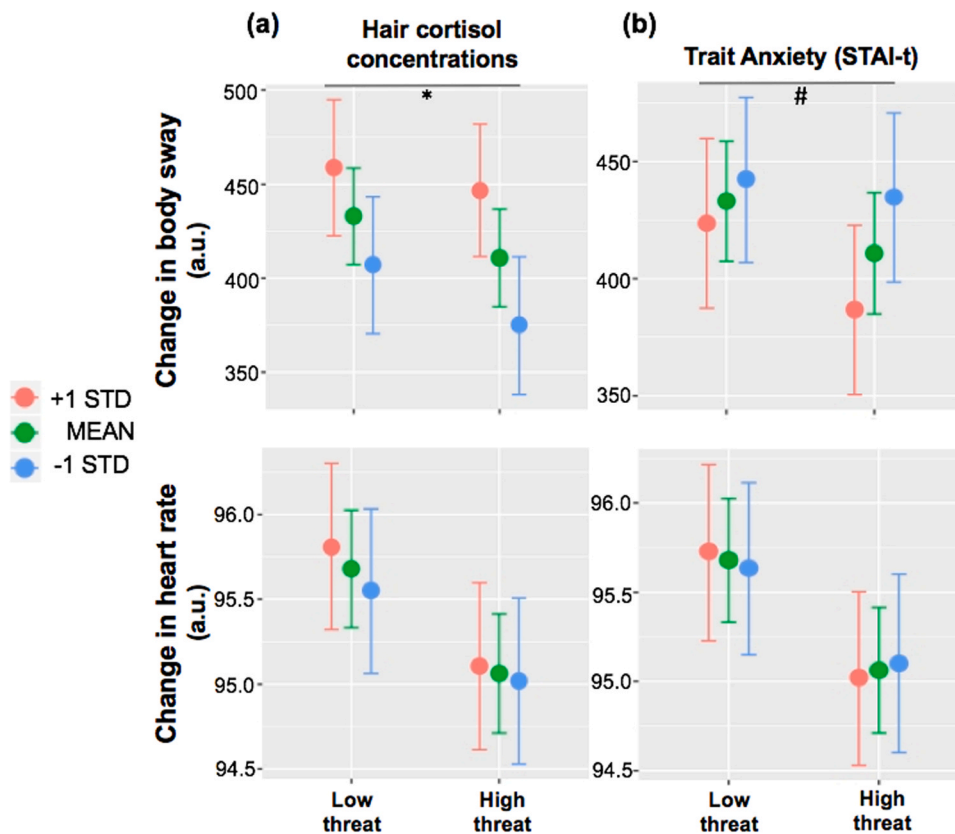 (a)
Hair cortisol
concentrations
(b)
Trait Anxiety (STAI-t)
*
#
Change in body sway
(a.u.)
500
450
400
350
450
400
350
+1 STD
MEAN
-1 STD
Change in heart rate
(a.u.)
96.0
95.5
95.0
94.5
96.0
95.5
95.0
94.5
Low
threat
High
threat
Low
threat
High
threat